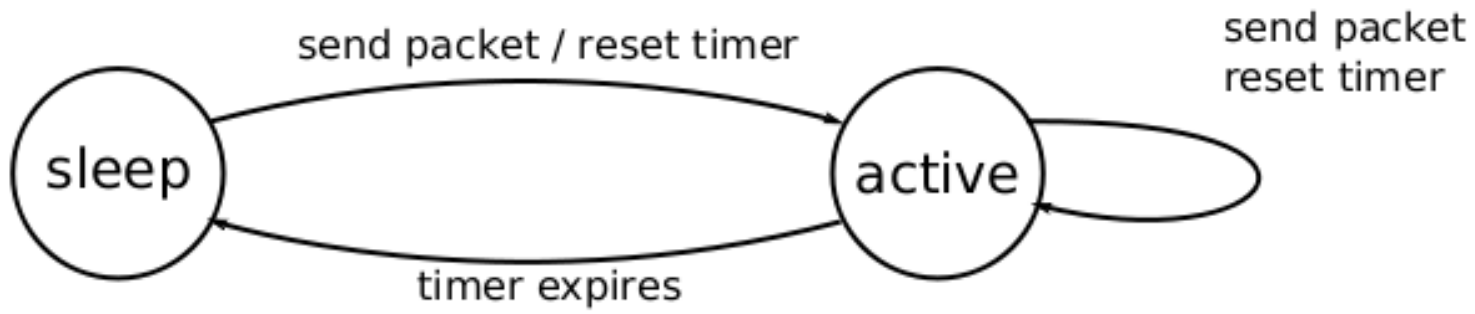 send packet / reset timer
send packet
reset timer
sleep
active
timer expires